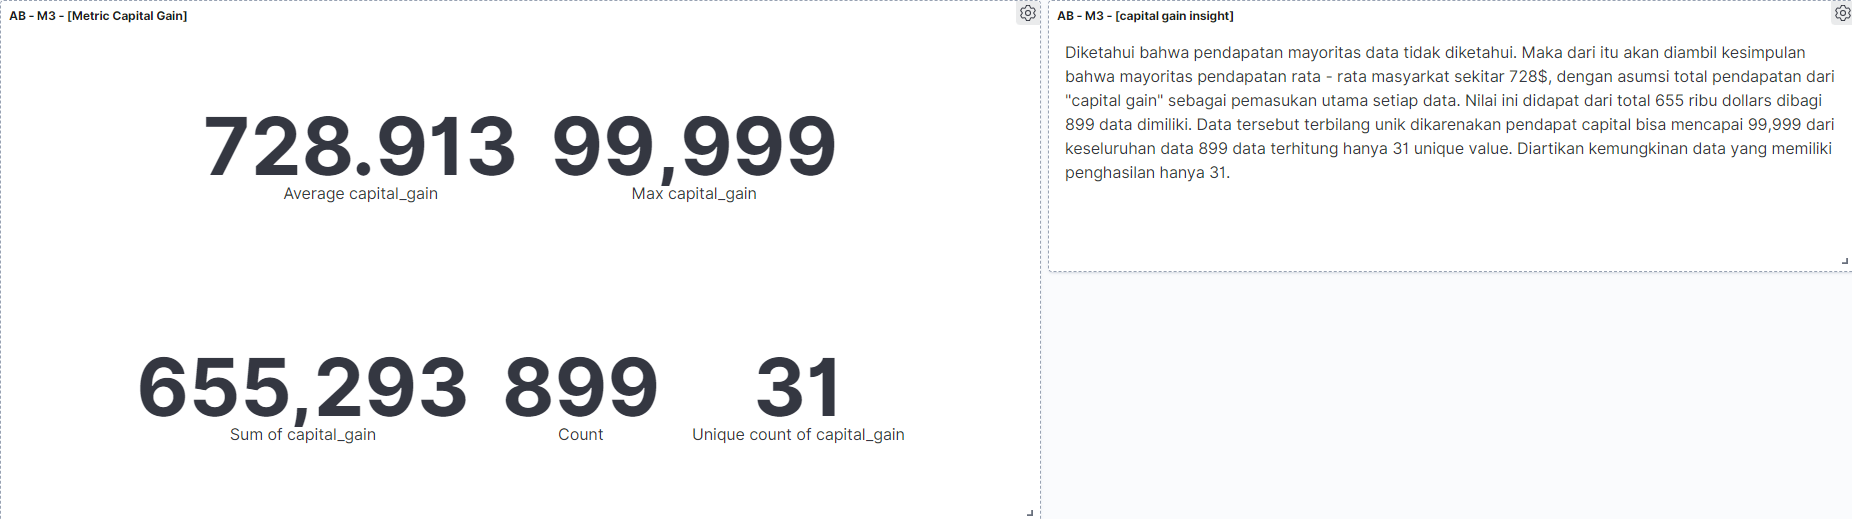 AB - M3 - [Metric Capital Gain]
728.913 99,999
Average capital_gain Max capital_gain
655,293 899 31
Sum of capital_gain Count Unique count of capital_gain
AB - M3 - [capital gain insight]
Diketahui bahwa pendapatan mayoritas data tidak diketahui. Maka dari itu akan diambil kesimpulan
bahwa mayoritas pendapatan rata - rata masyarkat sekitar 728$, dengan asumsi total pendapatan dari
"capital gain" sebagai pemasukan utama setiap data. Nilai ini didapat dari total 655 ribu dollars dibagi
899 data dimiliki. Data tersebut terbilang unik dikarenakan pendapat capital bisa mencapai 99,999 dari
keseluruhan data 899 data terhitung hanya 31 unique value. Diartikan kemungkinan data yang memiliki
penghasilan hanya 31.